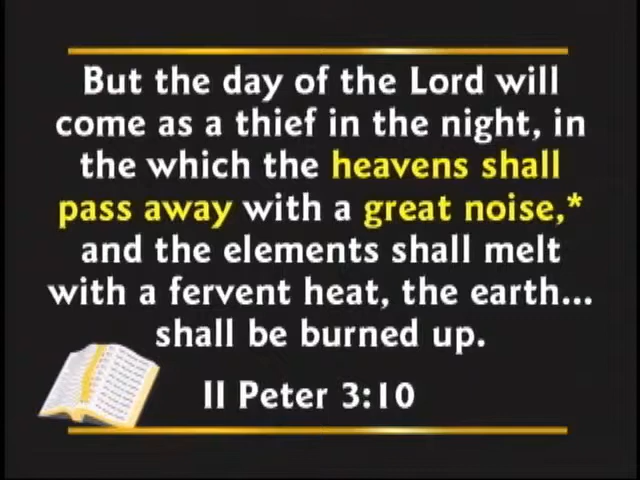 But the day of the Lord will
come as a thief in the night, in
the which the heavens shall
pass away with a great noise,*
and the elements shall melt
with a fervent heat, the earth...
shall be burned up.
II Peter 3:10